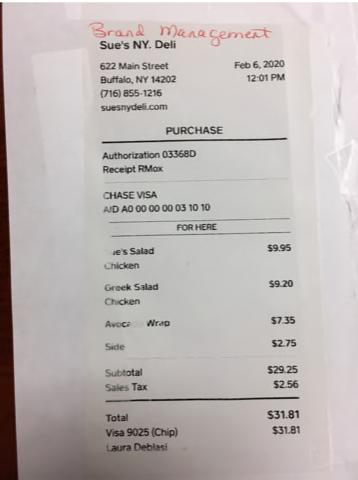 Brand Management
Sue's NY. Deli
622 Main Street Feb 6, 2020
Buffalo, NY 14202 12:01 PM
(716) 855-1216
suesnydeli.com
PURCHASE
Authorization 03368D
Receipt RMox
CHASE VISA
AID A0 00 00 00 03 10 10
FOR HERE
ue's Salad $9.95
Chicken
Greek Salad $9.20
Chicken
Wrap $7.35
Side $2.75
Subtotal $29.25
Sales Tax $2.56
Total $31.81
Visa 9025 (Chip) $31.81
Laura Deblasi